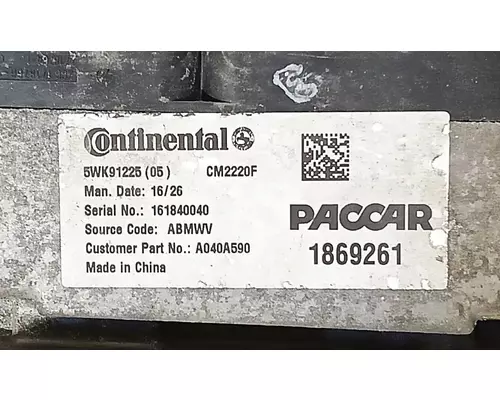 Continental
5WK91225 (05) CM2220F
Man. Date: 16/26
Serial No.: 161840040
Source Code: ABMWV
Customer Part No.: A040A590
Made in China
PACCAR
1869261